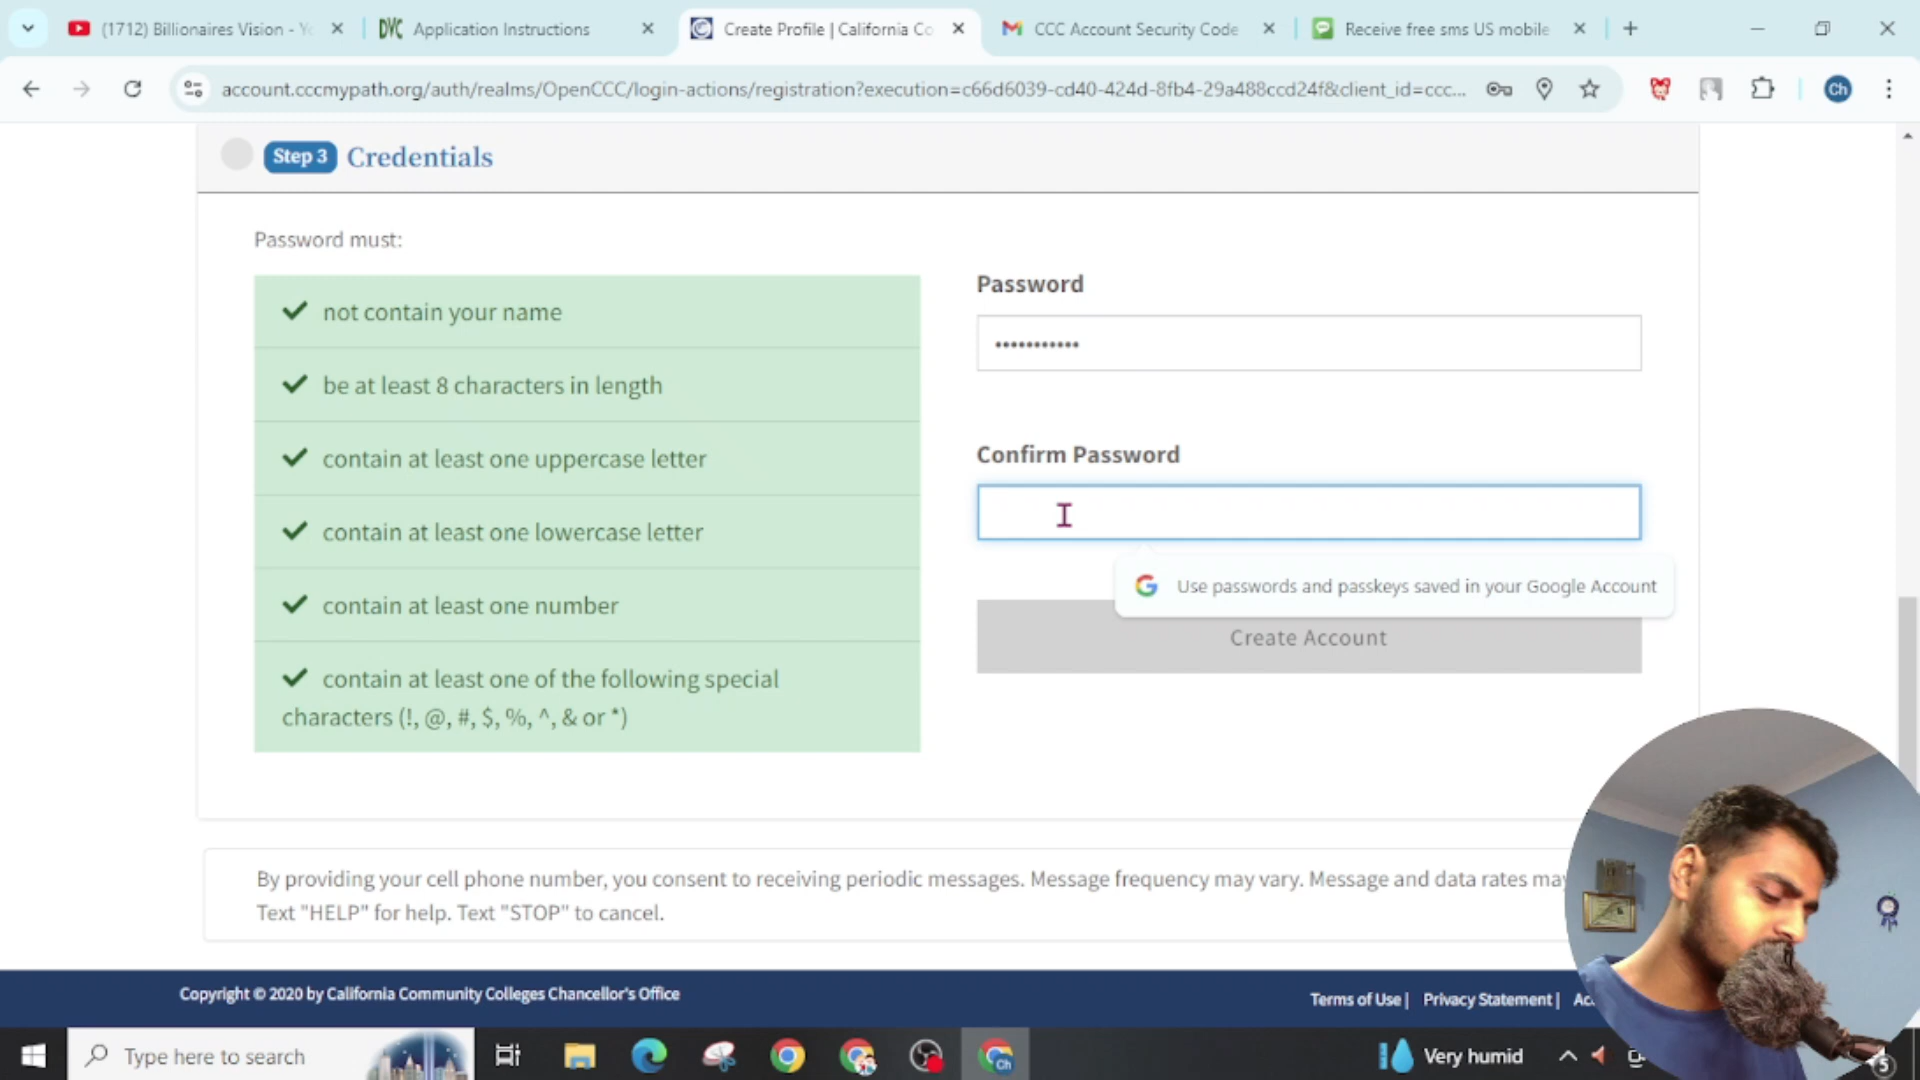 (1712) Billionaires Vision - Y
DVC Application Instructions
Create Profile | California Co
CCC Account Security Code
Receive free sms US mobile
account.cccmypath.org/auth/realms/OpenCCC/login-actions/registration?execution=c66d6039-cd40-424d-8fb4-29a488ccd24f&client_id=ccc...
Ch
Step 3 Credentials
Password must:
not contain your name
be at least 8 characters in length
contain at least one uppercase letter
contain at least one lowercase letter
contain at least one number
contain at least one of the following special
characters (!, @, #, $, %, ^, & or *)
Password
•••••••••••
Confirm Password
G Use passwords and passkeys saved in your Google Account
Create Account
By providing your cell phone number, you consent to receiving periodic messages. Message frequency may vary. Message and data rates may
Text "HELP" for help. Text "STOP" to cancel.
Copyright © 2020 by California Community Colleges Chancellor's Office
Terms of Use | Privacy Statement |
Type here to search
Ch
Very humid
5